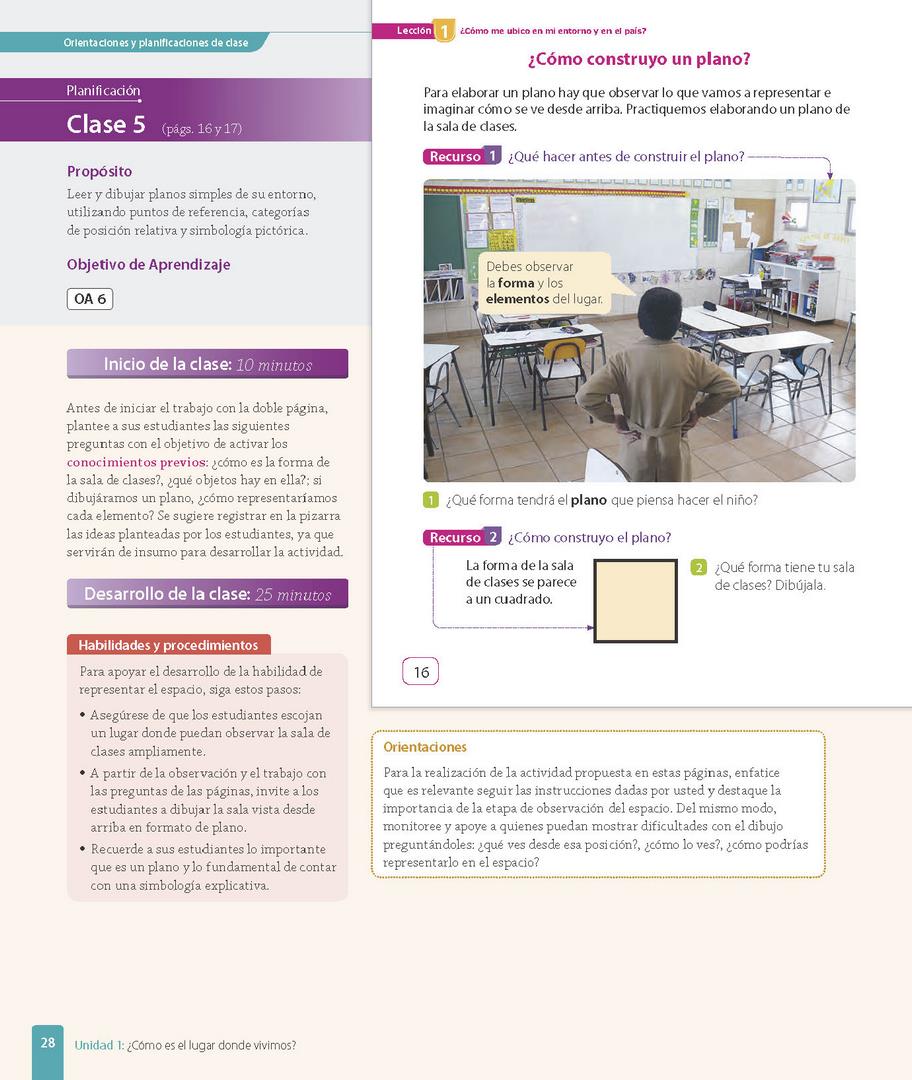 Orientaciones y planificaciones de clase
Planificación
Clase 5 (págs. 16 y 17)
Propósito
Leer y dibujar planos simples de su entorno,
utilizando puntos de referencia, categorías
de posición relativa y simbología pictórica.
Objetivo de Aprendizaje
OA 6
Inicio de la clase: 10 minutos
Antes de iniciar el trabajo con la doble página,
plantee a sus estudiantes las siguientes
preguntas con el objetivo de activar los
conocimientos previos: ¿cómo es la forma de
la sala de clases?, ¿qué objetos hay en ella?; si
dibujáramos un plano, ¿cómo representaríamos
cada elemento? Se sugiere registrar en la pizarra
las ideas planteadas por los estudiantes, ya que
servirán de insumo para desarrollar la actividad.
Desarrollo de la clase: 25 minutos
Habilidades y procedimientos
Para apoyar el desarrollo de la habilidad de
representar el espacio, siga estos pasos:
• Asegúrese de que los estudiantes escojan
un lugar donde puedan observar la sala de
clases ampliamente.
• A partir de la observación y el trabajo con
las preguntas de las páginas, invite a los
estudiantes a dibujar la sala vista desde
arriba en formato de plano.
• Recuerde a sus estudiantes lo importante
que es un plano y lo fundamental de contar
con una simbología explicativa.
Lección 1 ¿Cómo me ubico en mi entorno y en el país?
¿Cómo construyo un plano?
Para elaborar un plano hay que observar lo que vamos a representar e
imaginar cómo se ve desde arriba. Practiquemos elaborando un plano de
la sala de clases.
Recurso 1 ¿Qué hacer antes de construir el plano?
Debes observar
la forma y los
elementos del lugar.
1 ¿Qué forma tendrá el plano que piensa hacer el niño?
Recurso 2 ¿Cómo construyo el plano?
La forma de la sala
de clases se parece
a un cuadrado.
2 ¿Qué forma tiene tu sala
de clases? Dibújala.
16
Orientaciones
Para la realización de la actividad propuesta en estas páginas, enfatice
que es relevante seguir las instrucciones dadas por usted y destaque la
importancia de la etapa de observación del espacio. Del mismo modo,
monitoree y apoye a quienes puedan mostrar dificultades con el dibujo
preguntándoles: ¿qué ves desde esa posición?, ¿cómo lo ves?, ¿cómo podrías
representarlo en el espacio?
28 Unidad 1: ¿Cómo es el lugar donde vivimos?